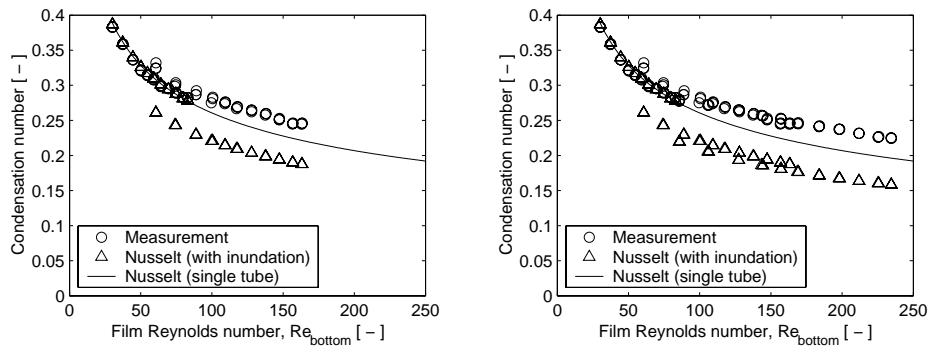 0.4
0.35
0.3
0.25
0.2
0.15
0.1
0.05
0
Condensation number [ − ]
Measurement
Nusselt (with inundation)
Nusselt (single tube)
0 50 100 150 200 250
Film Reynolds number, Re_bottom [ − ]
0.4
0.35
0.3
0.25
0.2
0.15
0.1
0.05
0
Condensation number [ − ]
Measurement
Nusselt (with inundation)
Nusselt (single tube)
0 50 100 150 200 250
Film Reynolds number, Re_bottom [ − ]